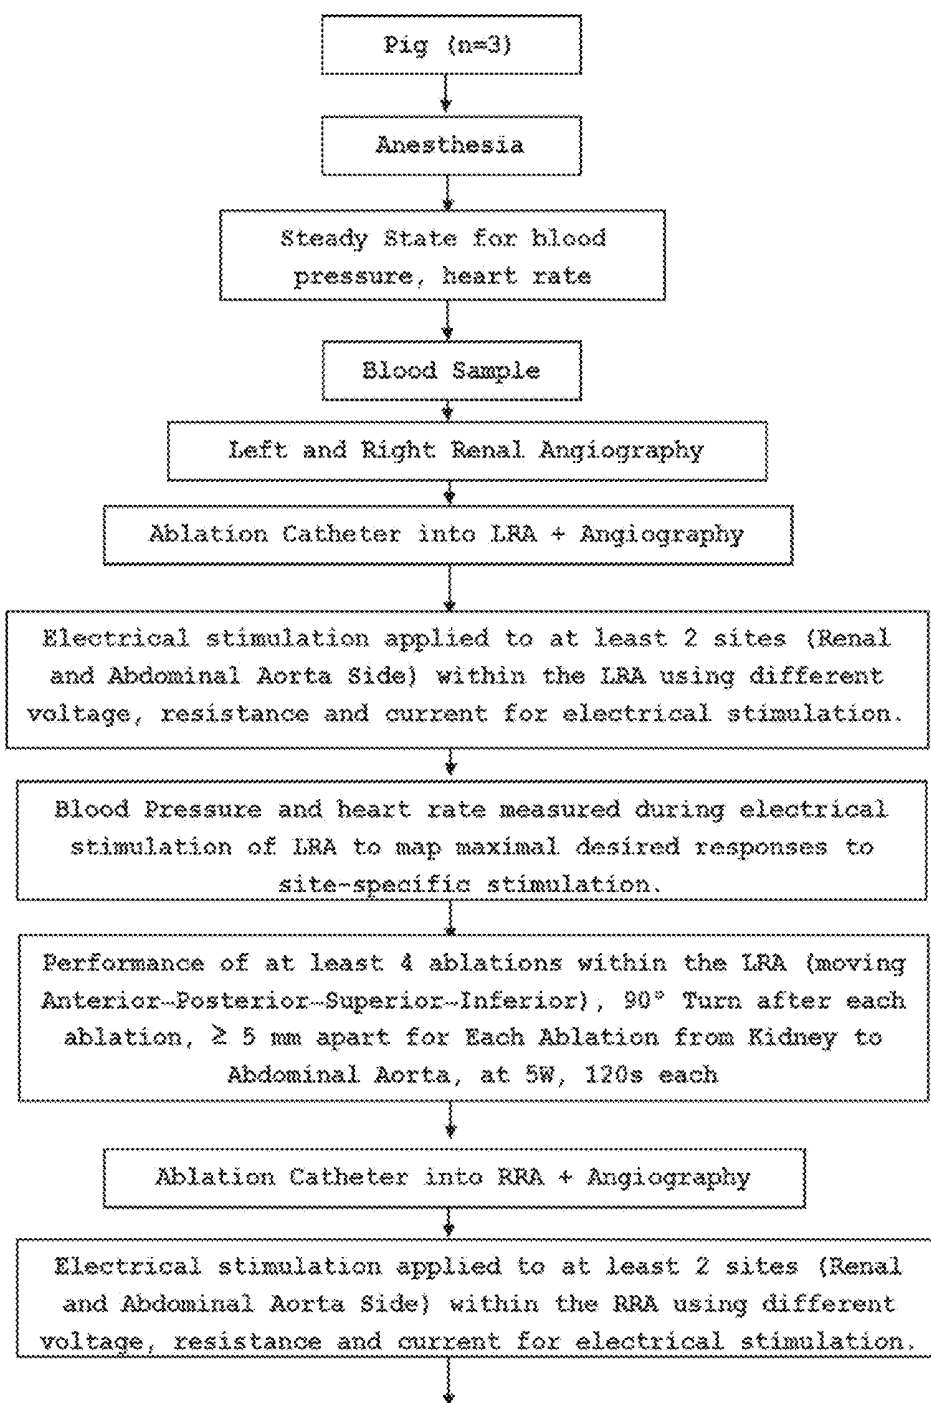 Pig (n=3)
Anesthesia
Steady State for blood
pressure, heart rate
Blood Sample
Left and Right Renal Angiography
Ablation Catheter into LRA + Angiography
Electrical stimulation applied to at least 2 sites (Renal
and Abdominal Aorta Side) within the LRA using different
voltage, resistance and current for electrical stimulation.
Blood Pressure and heart rate measured during electrical
stimulation of LRA to map maximal desired responses to
site-specific stimulation.
Performance of at least 4 ablations within the LRA (moving
Anterior-Posterior-Superior-Inferior), 90° Turn after each
ablation, ≥ 5 mm apart for Each Ablation from Kidney to
Abdominal Aorta, at 5W, 120s each
Ablation Catheter into RRA + Angiography
Electrical stimulation applied to at least 2 sites (Renal
and Abdominal Aorta Side) within the RRA using different
voltage, resistance and current for electrical stimulation.